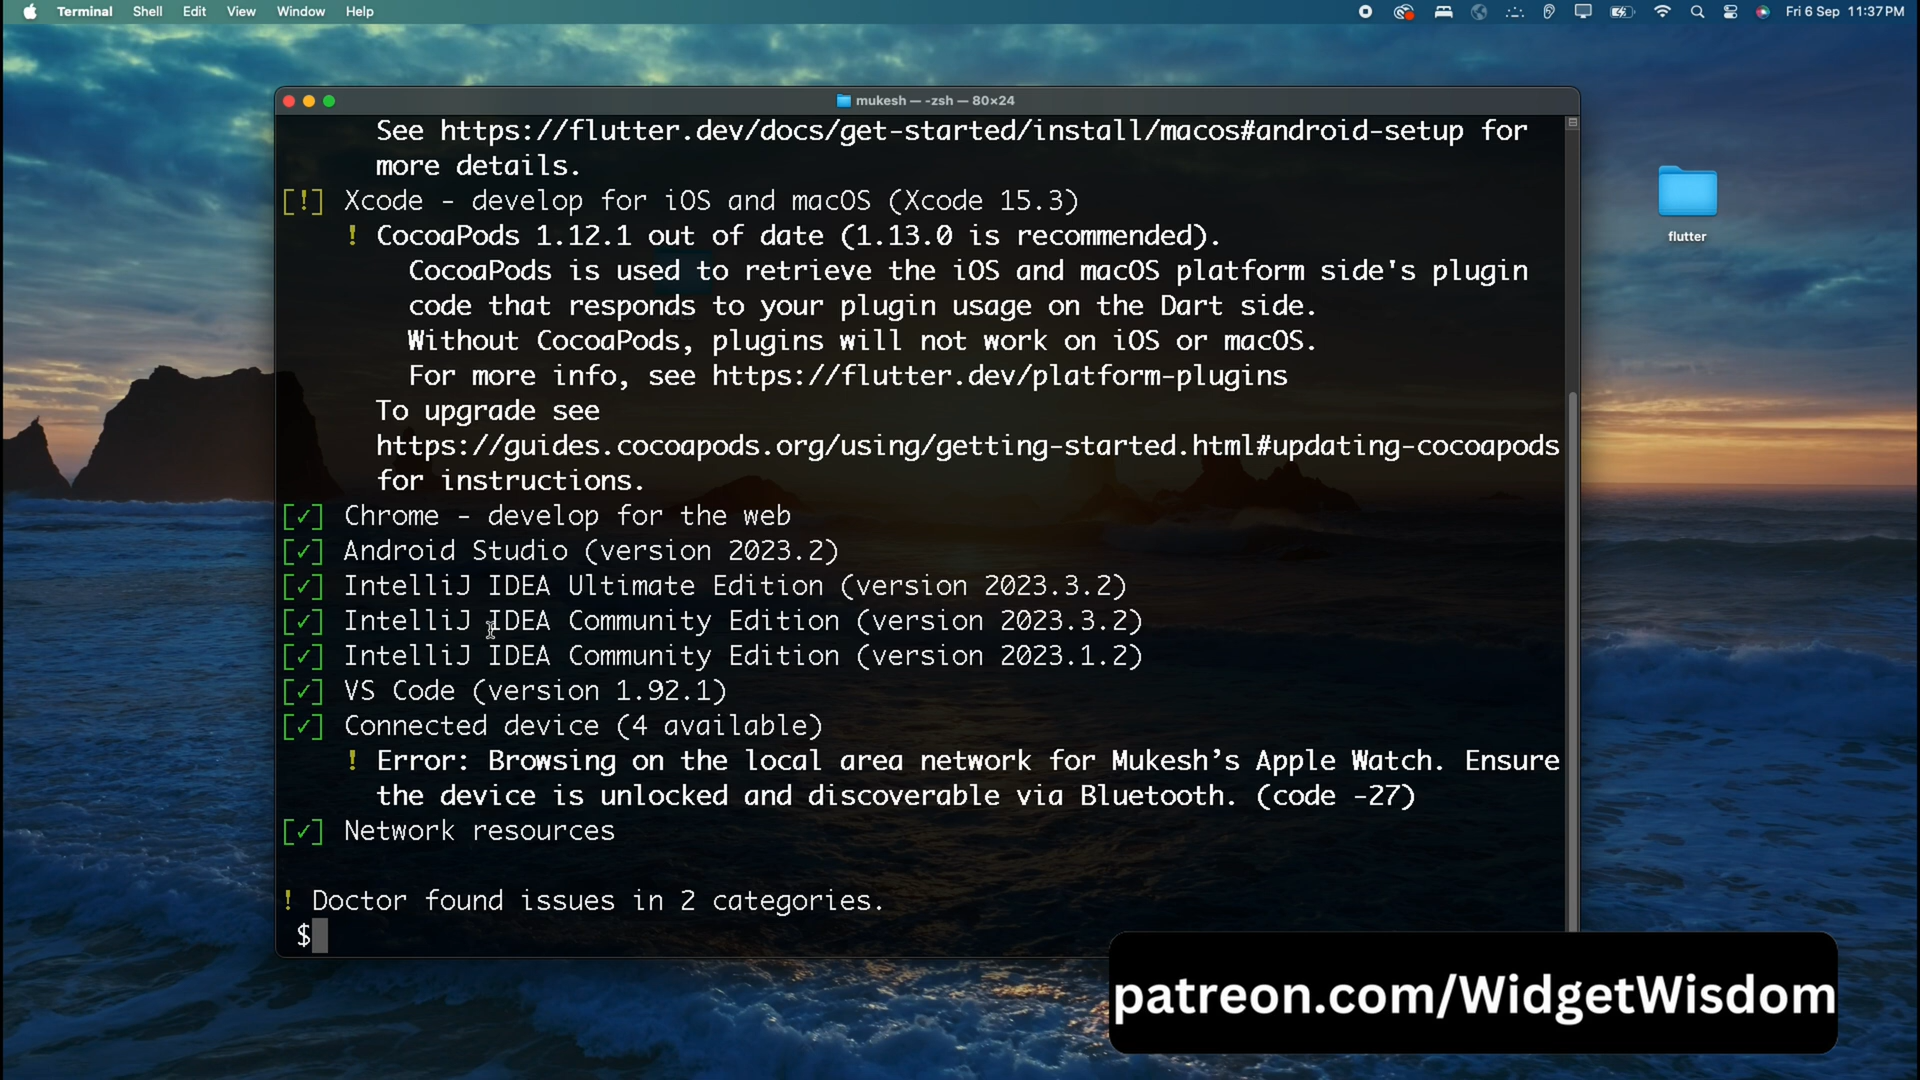 Terminal Shell Edit View Window Help
Fri 6 Sep 11:37 PM
mukesh — -zsh — 80×24
See https://flutter.dev/docs/get-started/install/macos#android-setup for
more details.
[!] Xcode - develop for iOS and macOS (Xcode 15.3)
! CocoaPods 1.12.1 out of date (1.13.0 is recommended).
CocoaPods is used to retrieve the iOS and macOS platform side's plugin
code that responds to your plugin usage on the Dart side.
Without CocoaPods, plugins will not work on iOS or macOS.
For more info, see https://flutter.dev/platform-plugins
To upgrade see
https://guides.cocoapods.org/using/getting-started.html#updating-cocoapods
for instructions.
[✓] Chrome - develop for the web
[✓] Android Studio (version 2023.2)
[✓] IntelliJ IDEA Ultimate Edition (version 2023.3.2)
[✓] IntelliJ IDEA Community Edition (version 2023.3.2)
[✓] IntelliJ IDEA Community Edition (version 2023.1.2)
[✓] VS Code (version 1.92.1)
[✓] Connected device (4 available)
! Error: Browsing on the local area network for Mukesh’s Apple Watch. Ensure
the device is unlocked and discoverable via Bluetooth. (code -27)
[✓] Network resources
! Doctor found issues in 2 categories.
$
flutter
patreon.com/WidgetWisdom